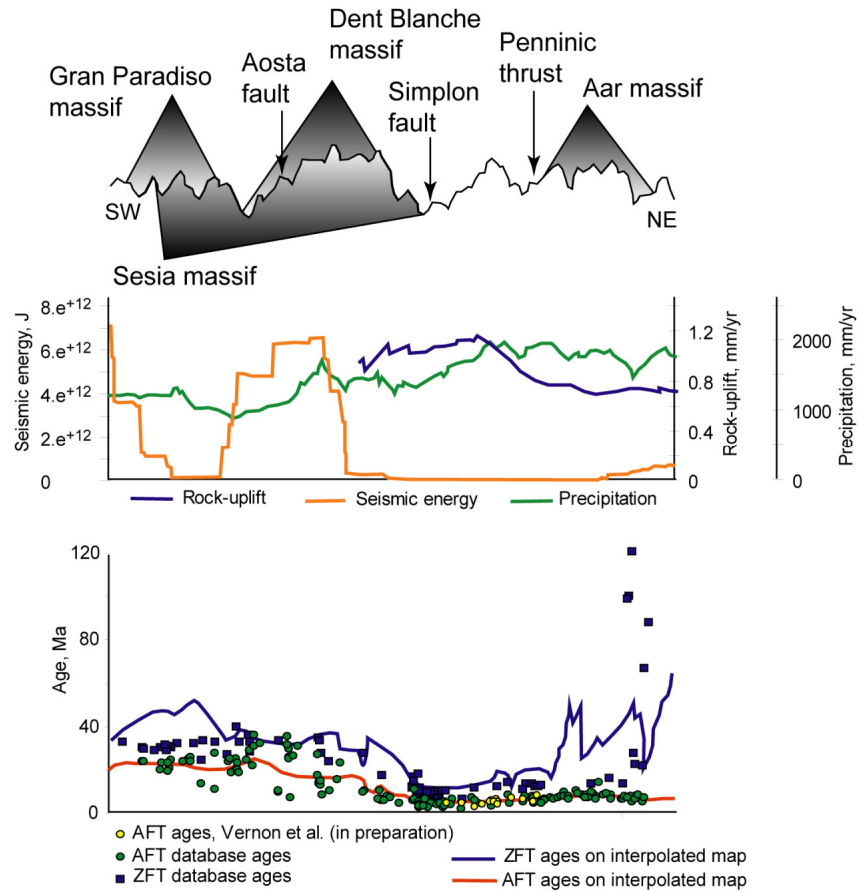 Dent Blanche
massif
Penninic
thrust
Gran Paradiso
massif
Aosta
fault
Simplon
fault
Aar massif
SW
NE
Sesia massif
Seismic energy, J
8.e+12
6.e+12
4.e+12
2.e+12
0
1.2
0.8
0.4
0
Rock-uplift, mm/yr
2000
1000
0
Precipitation, mm/yr
Rock-uplift
Seismic energy
Precipitation
Age, Ma
120
80
40
0
AFT ages, Vernon et al. (in preparation)
AFT database ages
ZFT database ages
ZFT ages on interpolated map
AFT ages on interpolated map